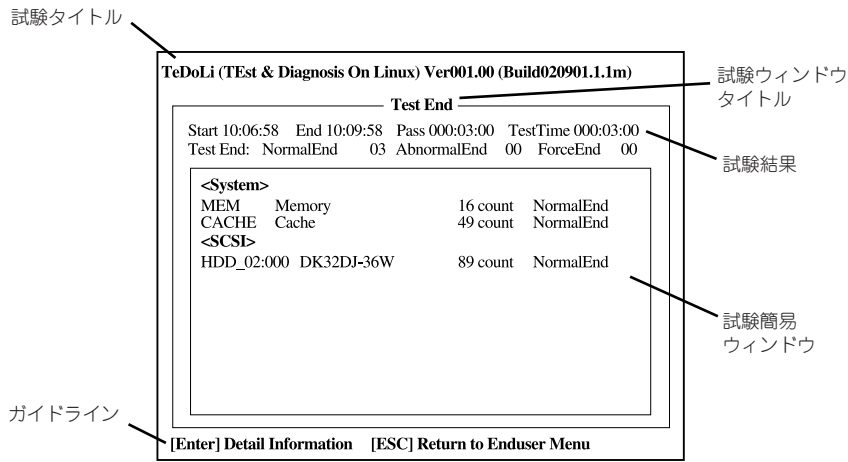 試験タイトル
TeDoLi (TEst & Diagnosis On Linux) Ver001.00 (Build020901.1.1m)
試験ウィンドウ
タイトル
Test End
Start 10:06:58 End 10:09:58 Pass 000:03:00 TestTime 000:03:00
Test End: NormalEnd 03 AbnormalEnd 00 ForceEnd 00
試験結果
<System>
MEM Memory 16 count NormalEnd
CACHE Cache 49 count NormalEnd
<SCSI>
HDD_02:000 DK32DJ-36W 89 count NormalEnd
試験簡易
ウィンドウ
ガイドライン
[Enter] Detail Information [ESC] Return to Enduser Menu